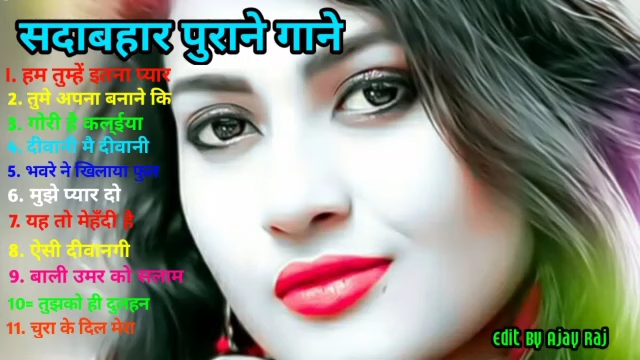 सदाबहार पुराने गाने
1. हम तुम्हें इतना प्यार
2. तुमे अपना बनाने कि
3. गोरी है कलईया
4. दीवानी मै दीवानी
5. भवरे ने खिलाया फुल
6. मुझे प्यार दो
7. यह तो मेहँदी है
8. ऐसी दीवानगी
9. बाली उमर को सलाम
10= तुझको ही दुलहन
11. चुरा के दिल मेरा
Edit By Ajay Raj